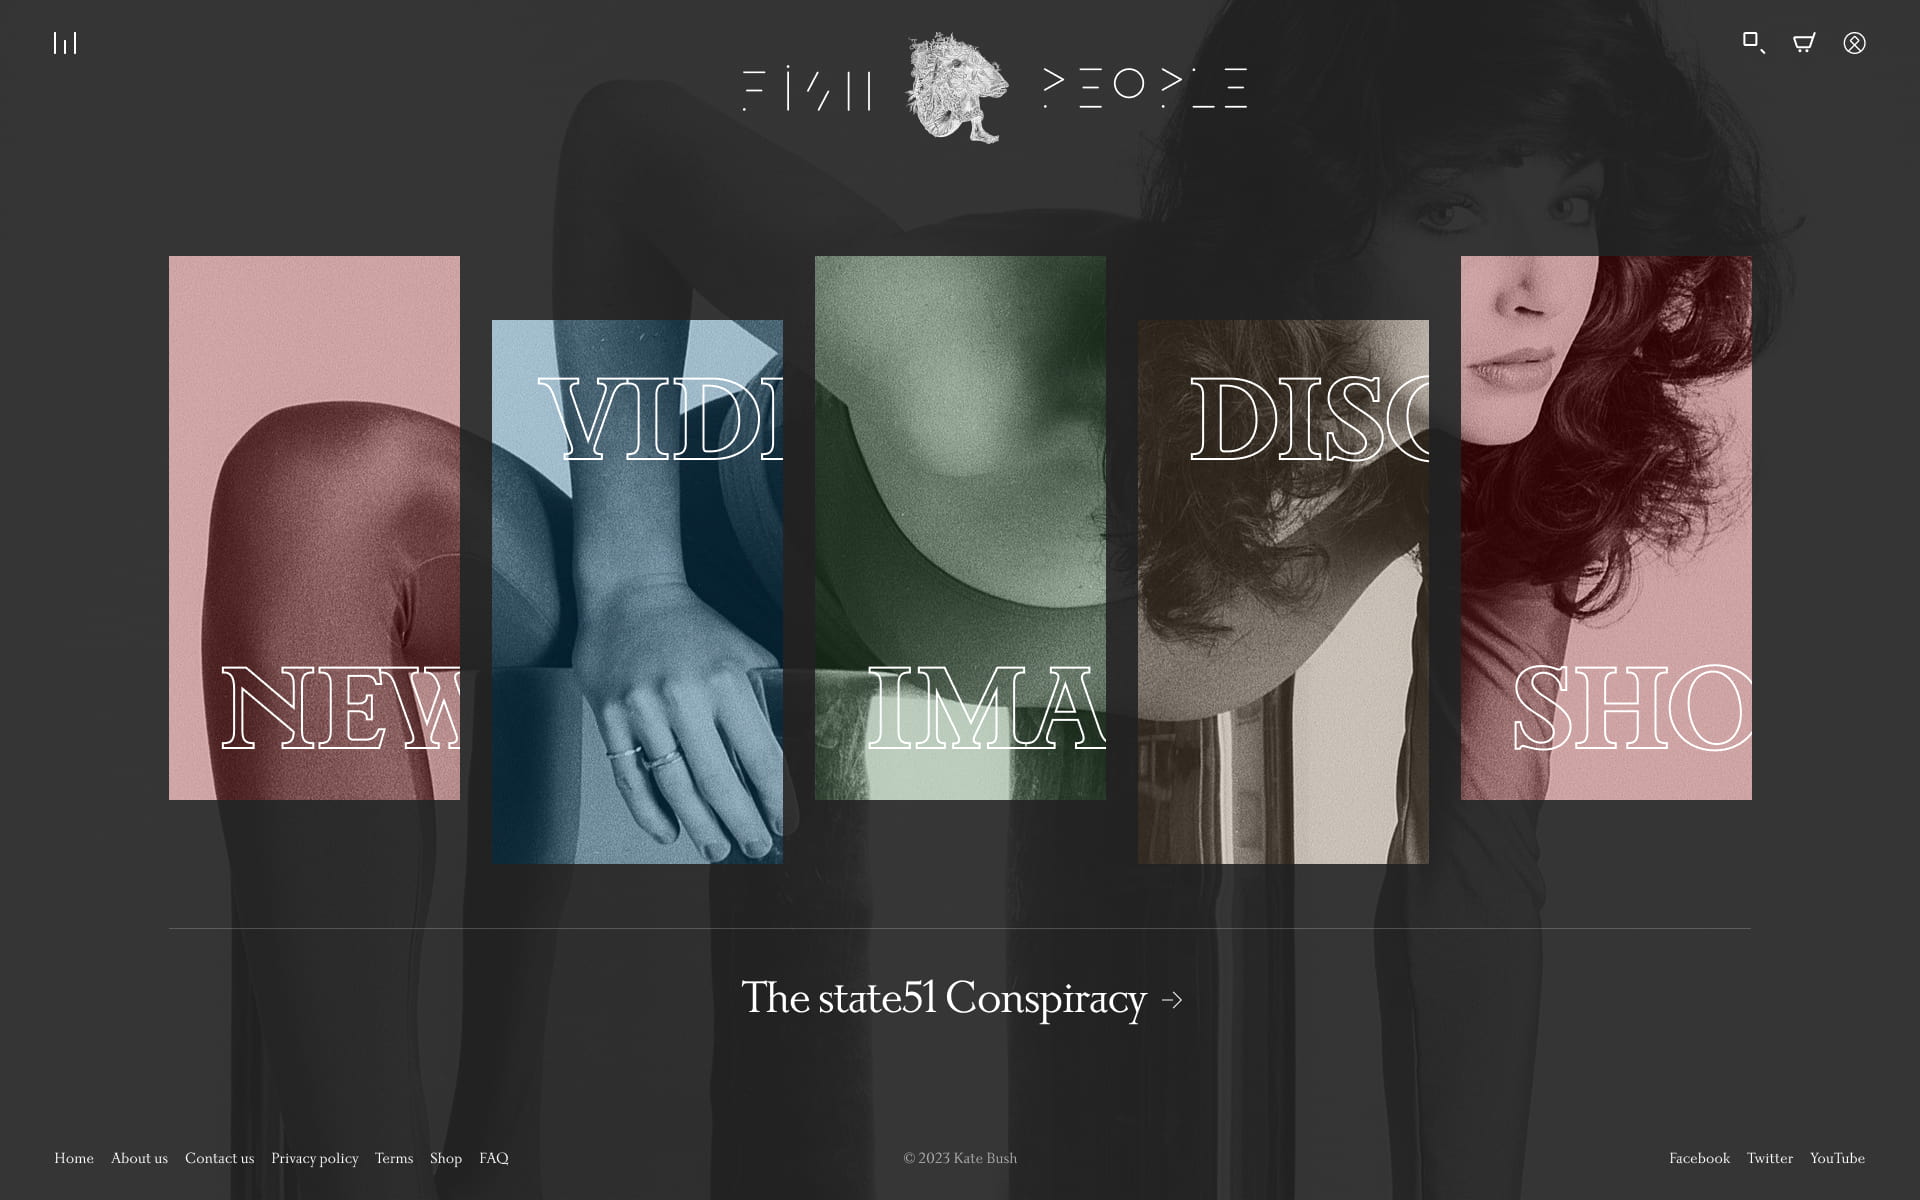 FISH PEOPLE
VIDE
DISC
NEW
IMA
SHO
The state51 Conspiracy →
Home About us Contact us Privacy policy Terms Shop FAQ
© 2023 Kate Bush
Facebook Twitter YouTube